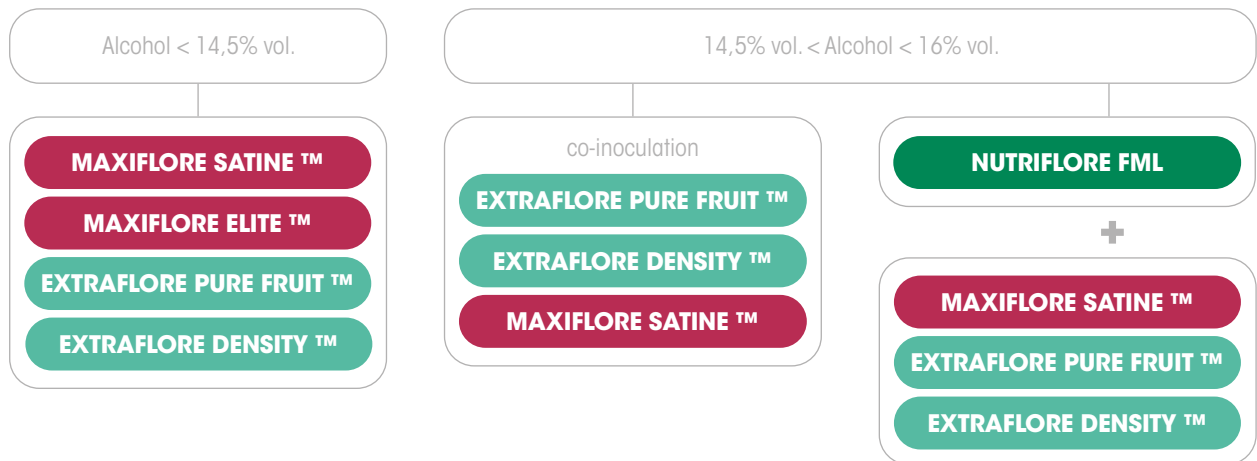 Alcohol < 14,5% vol.
MAXIFLORE SATINE ™
MAXIFLORE ELITE ™
EXTRAFLORE PURE FRUIT ™
EXTRAFLORE DENSITY ™
14,5% vol. < Alcohol < 16% vol.
co-inoculation
EXTRAFLORE PURE FRUIT ™
EXTRAFLORE DENSITY ™
MAXIFLORE SATINE ™
NUTRIFLORE FML
+
MAXIFLORE SATINE ™
EXTRAFLORE PURE FRUIT ™
EXTRAFLORE DENSITY ™